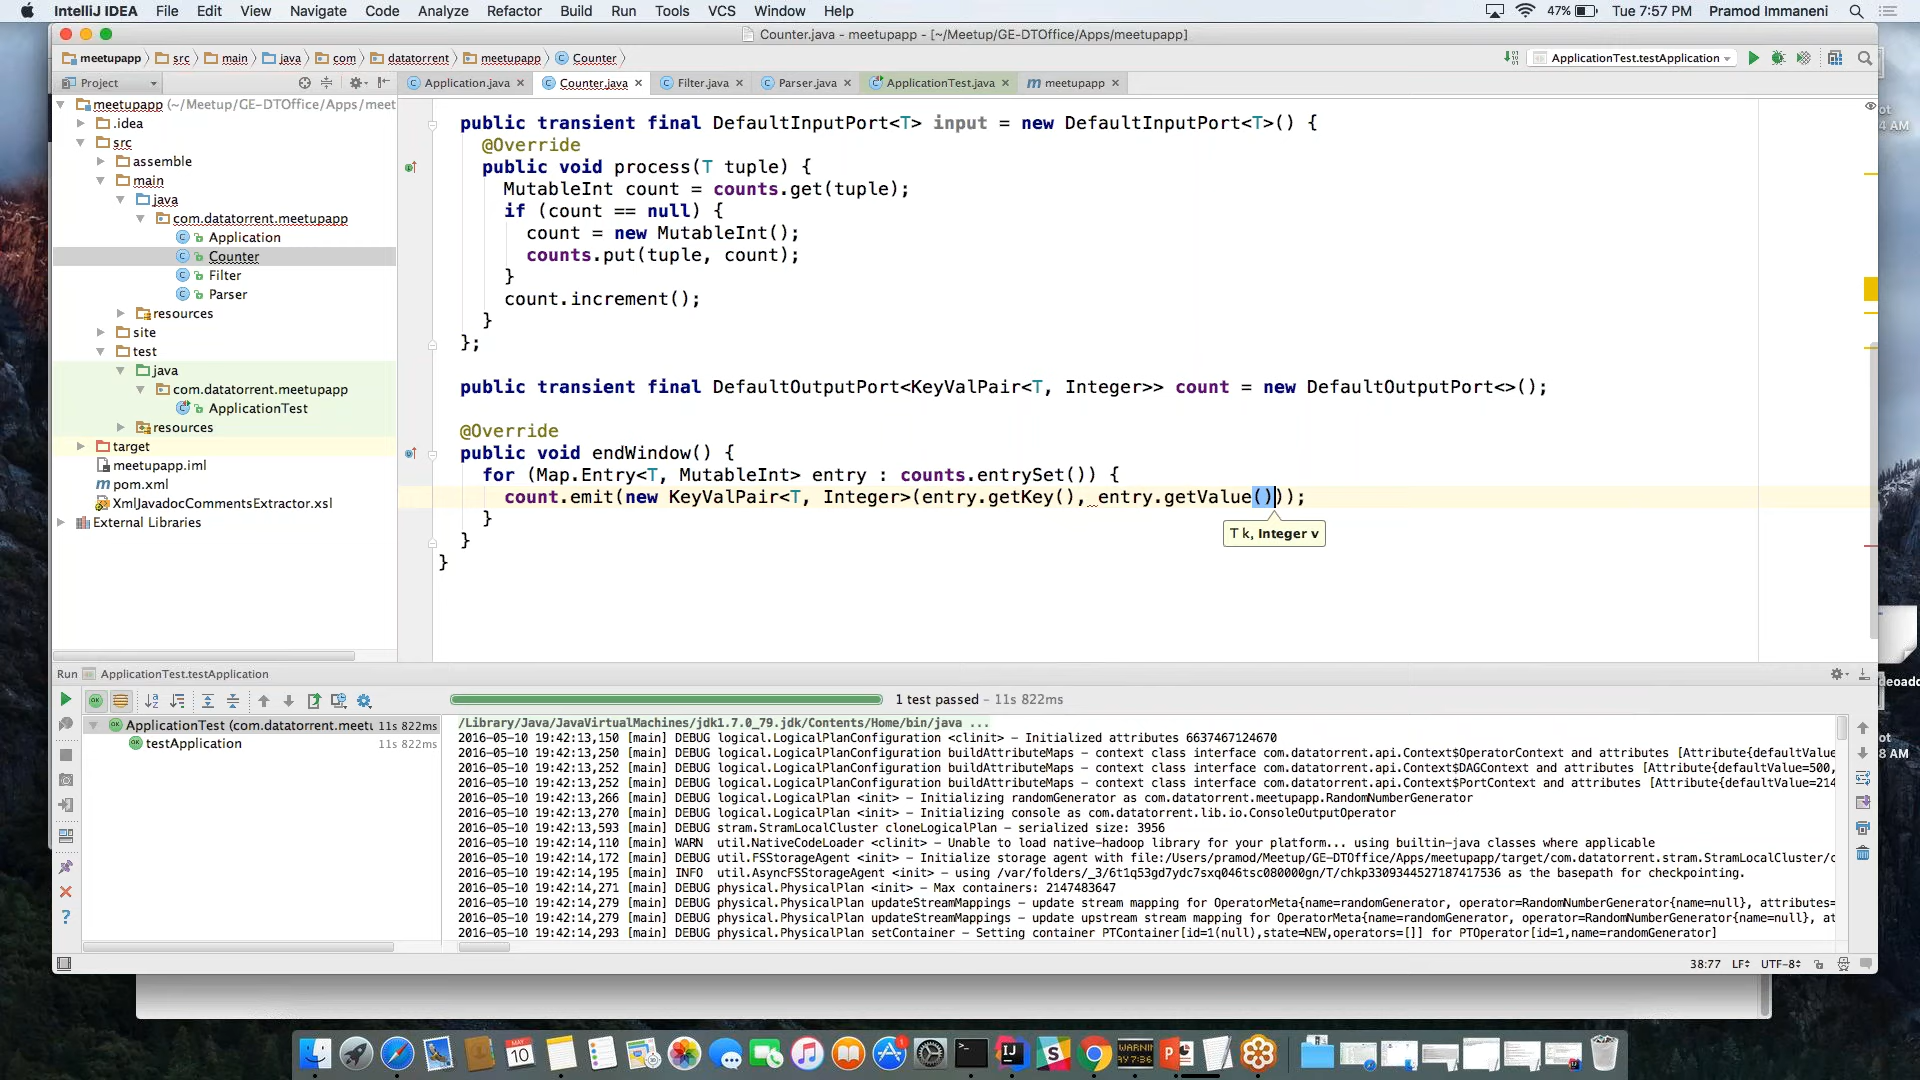 IntelliJ IDEA File Edit View Navigate Code Analyze Refactor Build Run Tools VCS Window Help 47% Tue 7:57 PM Pramod Immaneni
Counter.java - meetupapp - [~/Meetup/GE-DTOffice/Apps/meetupapp]
meetupapp src main java com datatorrent meetupapp Counter ApplicationTest.testApplication
Project Application.java Counter.java Filter.java Parser.java ApplicationTest.java meetupapp
meetupapp (~/Meetup/GE-DTOffice/Apps/meet
.idea
src
assemble
main
java
com.datatorrent.meetupapp
Application
Counter
Filter
Parser
resources
site
test
java
com.datatorrent.meetupapp
ApplicationTest
resources
target
meetupapp.iml
pom.xml
XmlJavadocCommentsExtractor.xsl
External Libraries
public transient final DefaultInputPort<T> input = new DefaultInputPort<T>() {
@Override
public void process(T tuple) {
MutableInt count = counts.get(tuple);
if (count == null) {
count = new MutableInt();
counts.put(tuple, count);
}
count.increment();
}
};
public transient final DefaultOutputPort<KeyValPair<T, Integer>> count = new DefaultOutputPort<>();
@Override
public void endWindow() {
for (Map.Entry<T, MutableInt> entry : counts.entrySet()) {
count.emit(new KeyValPair<T, Integer>(entry.getKey(), entry.getValue()));
}
}
}
T k, Integer v
Run ApplicationTest.testApplication
1 test passed – 11s 822ms
ApplicationTest (com.datatorrent.meetu 11s 822ms
testApplication 11s 822ms
/Library/Java/JavaVirtualMachines/jdk1.7.0_79.jdk/Contents/Home/bin/java ...
2016-05-10 19:42:13,150 [main] DEBUG logical.LogicalPlanConfiguration <clinit> – Initialized attributes 6637467124670
2016-05-10 19:42:13,250 [main] DEBUG logical.LogicalPlanConfiguration buildAttributeMaps – context class interface com.datatorrent.api.Context$OperatorContext and attributes [Attribute{defaultValue
2016-05-10 19:42:13,252 [main] DEBUG logical.LogicalPlanConfiguration buildAttributeMaps – context class interface com.datatorrent.api.Context$DAGContext and attributes [Attribute{defaultValue=500,
2016-05-10 19:42:13,252 [main] DEBUG logical.LogicalPlanConfiguration buildAttributeMaps – context class interface com.datatorrent.api.Context$PortContext and attributes [Attribute{defaultValue=214
2016-05-10 19:42:13,266 [main] DEBUG logical.LogicalPlan <init> – Initializing randomGenerator as com.datatorrent.meetupapp.RandomNumberGenerator
2016-05-10 19:42:13,270 [main] DEBUG logical.LogicalPlan <init> – Initializing console as com.datatorrent.lib.io.ConsoleOutputOperator
2016-05-10 19:42:13,593 [main] DEBUG stram.StramLocalCluster cloneLogicalPlan – serialized size: 3956
2016-05-10 19:42:14,110 [main] WARN util.NativeCodeLoader <clinit> – Unable to load native-hadoop library for your platform... using builtin-java classes where applicable
2016-05-10 19:42:14,172 [main] DEBUG util.FSStorageAgent <init> – Initialize storage agent with file:/Users/pramod/Meetup/GE-DTOffice/Apps/meetupapp/target/com.datatorrent.stram.StramLocalCluster/c
2016-05-10 19:42:14,195 [main] INFO util.AsyncFSStorageAgent <init> – using /var/folders/_3/6t1q53gd7ydc7sxq046tsc080000gn/T/chkp3309344527187417536 as the basepath for checkpointing.
2016-05-10 19:42:14,271 [main] DEBUG physical.PhysicalPlan <init> – Max containers: 2147483647
2016-05-10 19:42:14,279 [main] DEBUG physical.PhysicalPlan updateStreamMappings – update stream mapping for OperatorMeta{name=randomGenerator, operator=RandomNumberGenerator{name=null}, attributes=
2016-05-10 19:42:14,279 [main] DEBUG physical.PhysicalPlan updateStreamMappings – update upstream stream mapping for OperatorMeta{name=randomGenerator, operator=RandomNumberGenerator{name=null}, at
2016-05-10 19:42:14,293 [main] DEBUG physical.PhysicalPlan setContainer – Setting container PTContainer[id=1(null),state=NEW,operators=[]] for PTOperator[id=1,name=randomGenerator]
38:77 LF UTF-8
ot
4 AM
deoado
ot
8 AM
MAY
10
1
WARNIN
AY 7:36